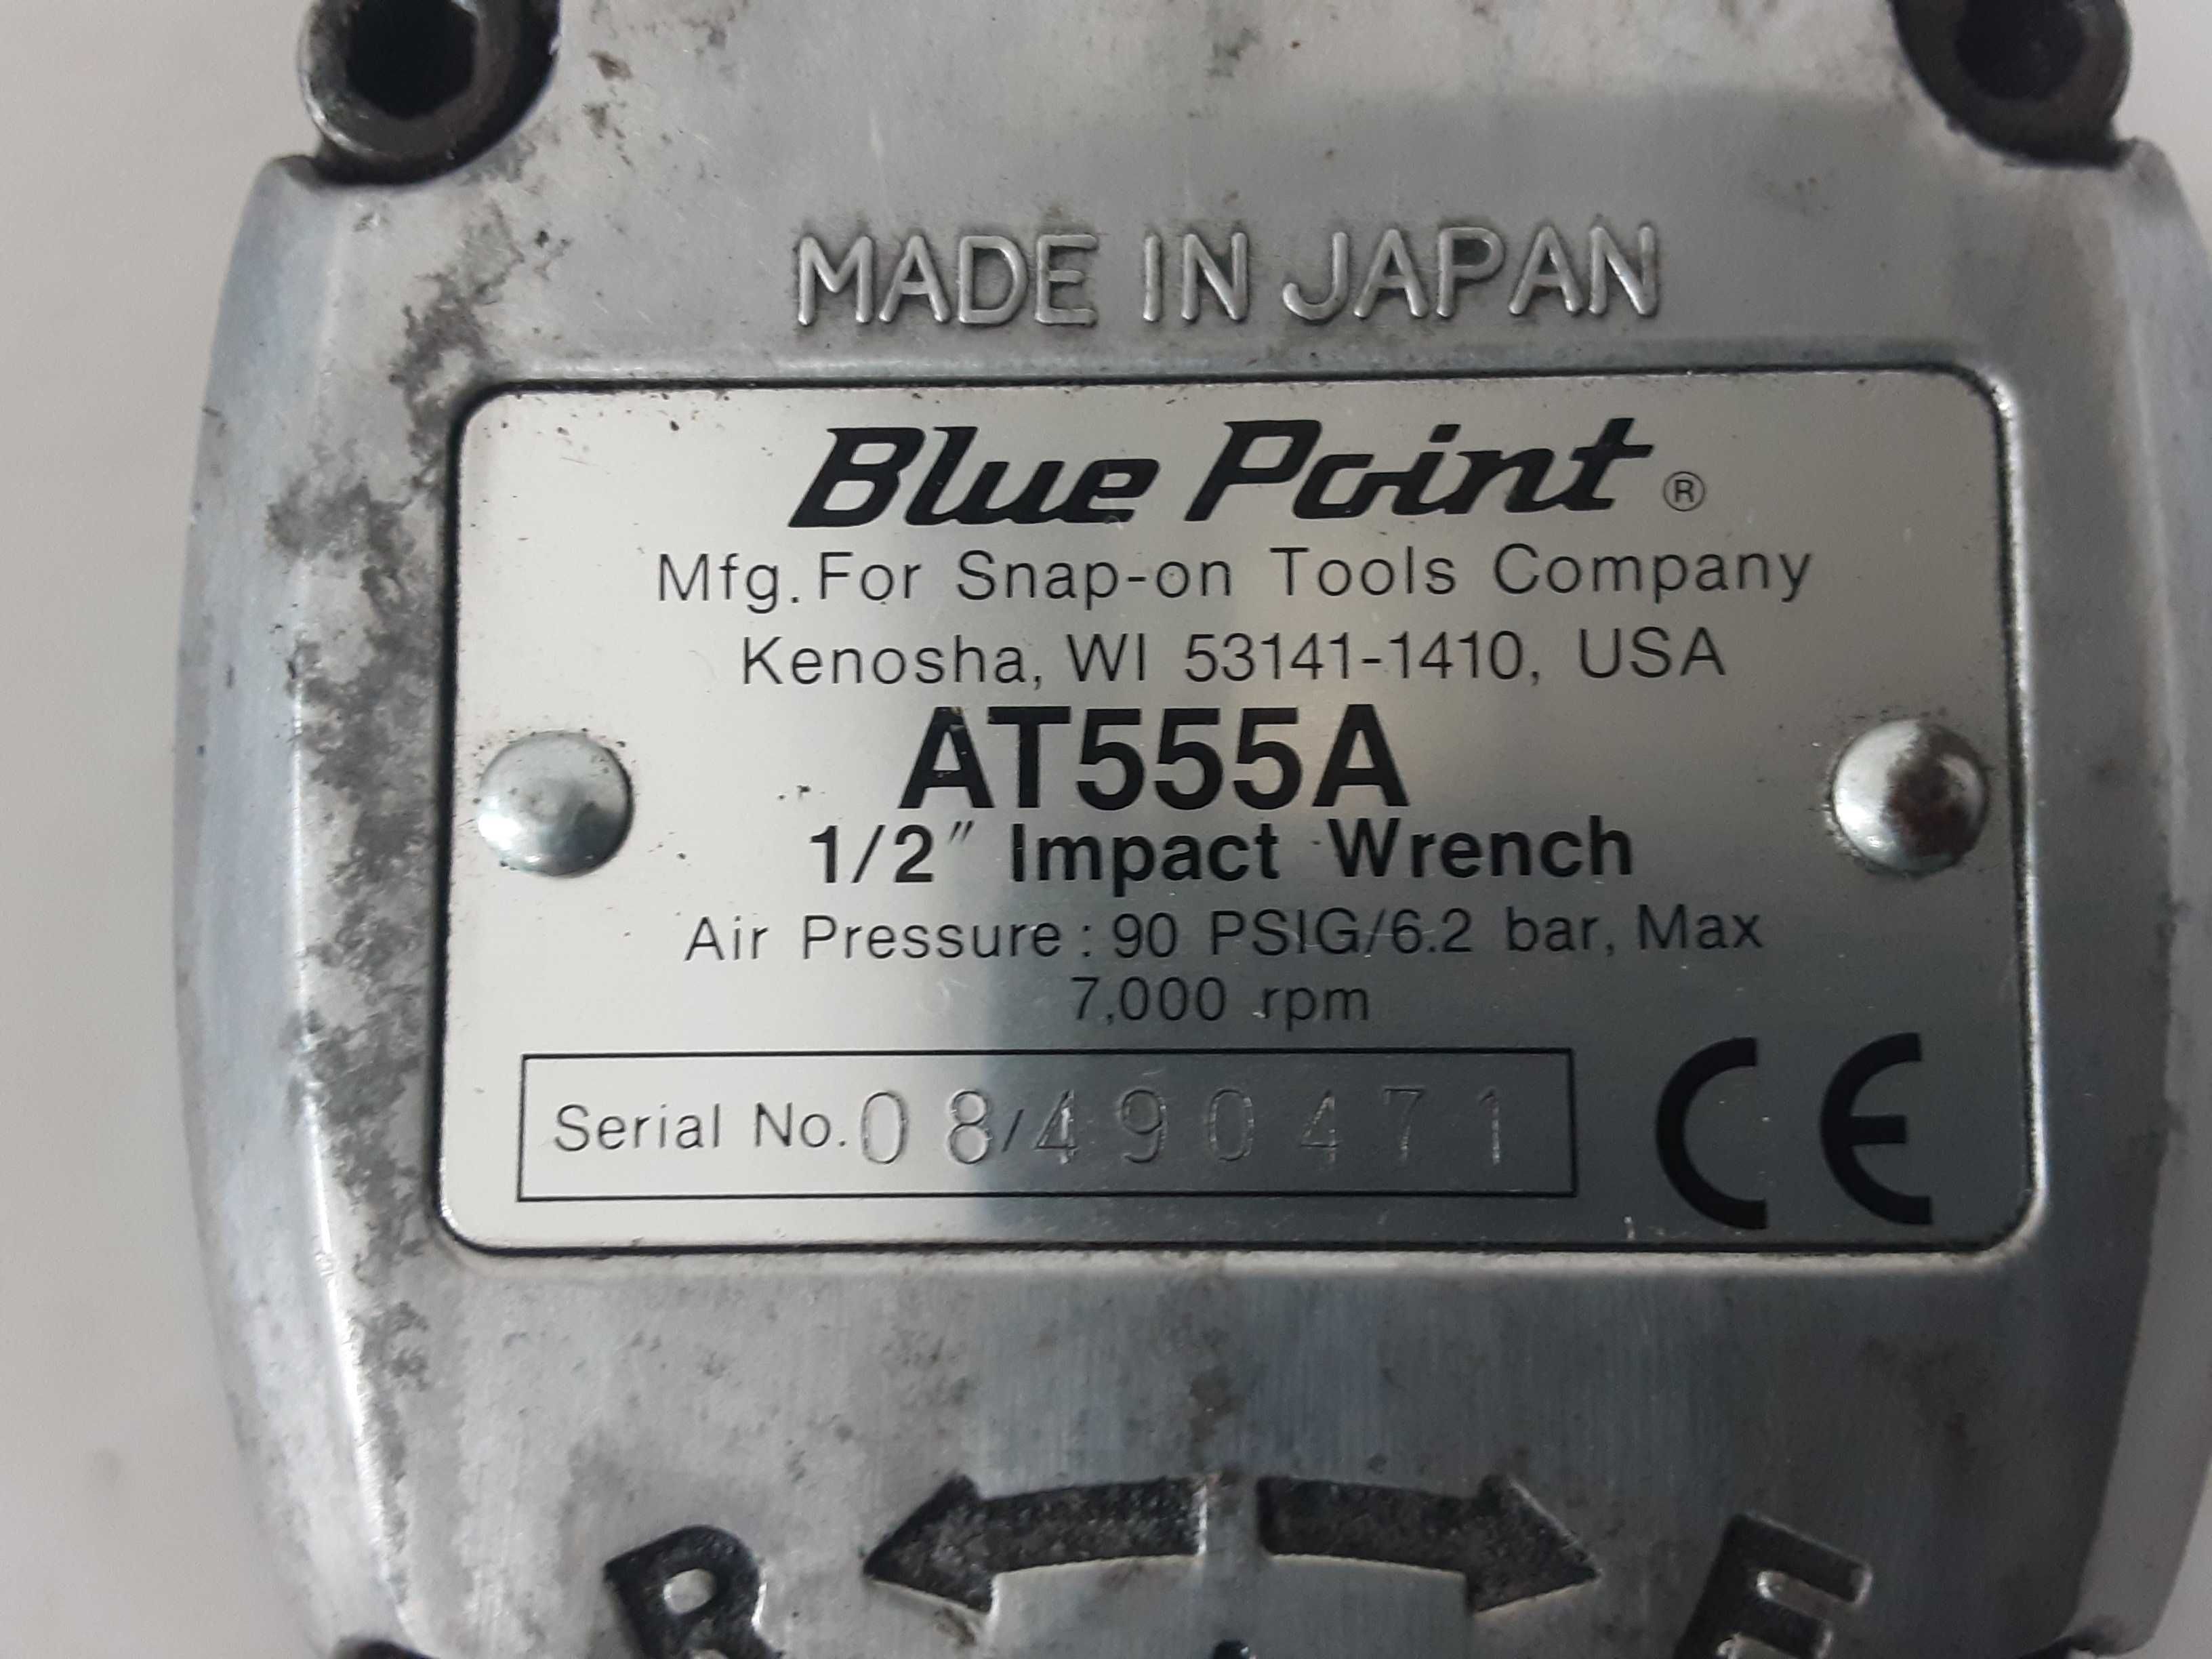 MADE IN JAPAN
Blue Point ®
Mfg. For Snap-on Tools Company
Kenosha, WI 53141-1410, USA
AT555A
1/2" Impact Wrench
Air Pressure: 90 PSIG/6.2 bar, Max
7,000 rpm
Serial No. 08/490471
CE
R F